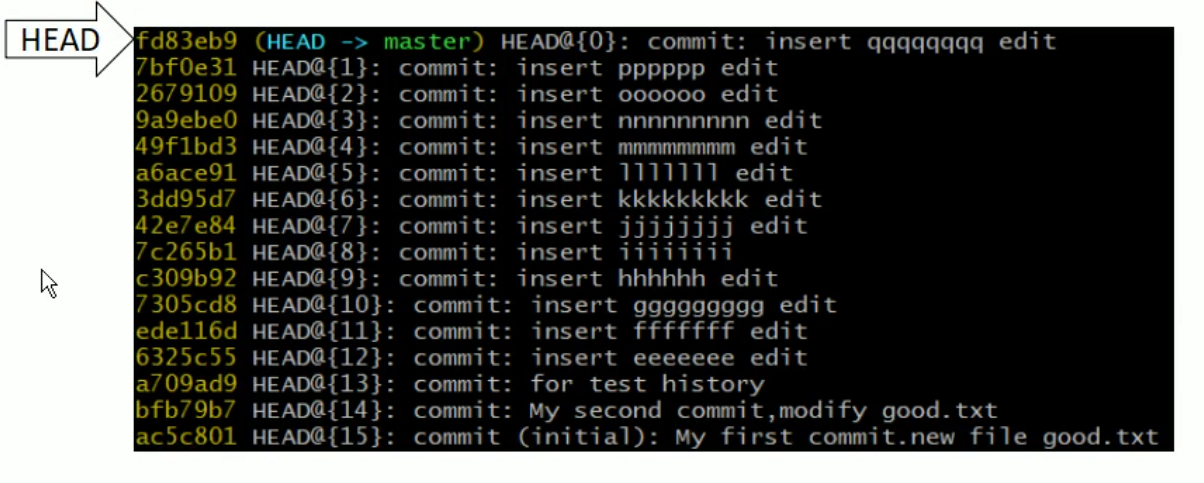 HEAD
fd83eb9 (HEAD -> master) HEAD@{0}: commit: insert qqqqqqqq edit
7bf0e31 HEAD@{1}: commit: insert pppppp edit
2679109 HEAD@{2}: commit: insert oooooo edit
9a9ebe0 HEAD@{3}: commit: insert nnnnnnnnn edit
49f1bd3 HEAD@{4}: commit: insert mmmmmmmm edit
a6ace91 HEAD@{5}: commit: insert lllllll edit
3dd95d7 HEAD@{6}: commit: insert kkkkkkkkk edit
42e7e84 HEAD@{7}: commit: insert jjjjjjjj edit
7c265b1 HEAD@{8}: commit: insert iiiiiiii
c309b92 HEAD@{9}: commit: insert hhhhhh edit
7305cd8 HEAD@{10}: commit: insert ggggggggg edit
ede116d HEAD@{11}: commit: insert fffffff edit
6325c55 HEAD@{12}: commit: insert eeeeeee edit
a709ad9 HEAD@{13}: commit: for test history
bfb79b7 HEAD@{14}: commit: My second commit,modify good.txt
ac5c801 HEAD@{15}: commit (initial): My first commit.new file good.txt